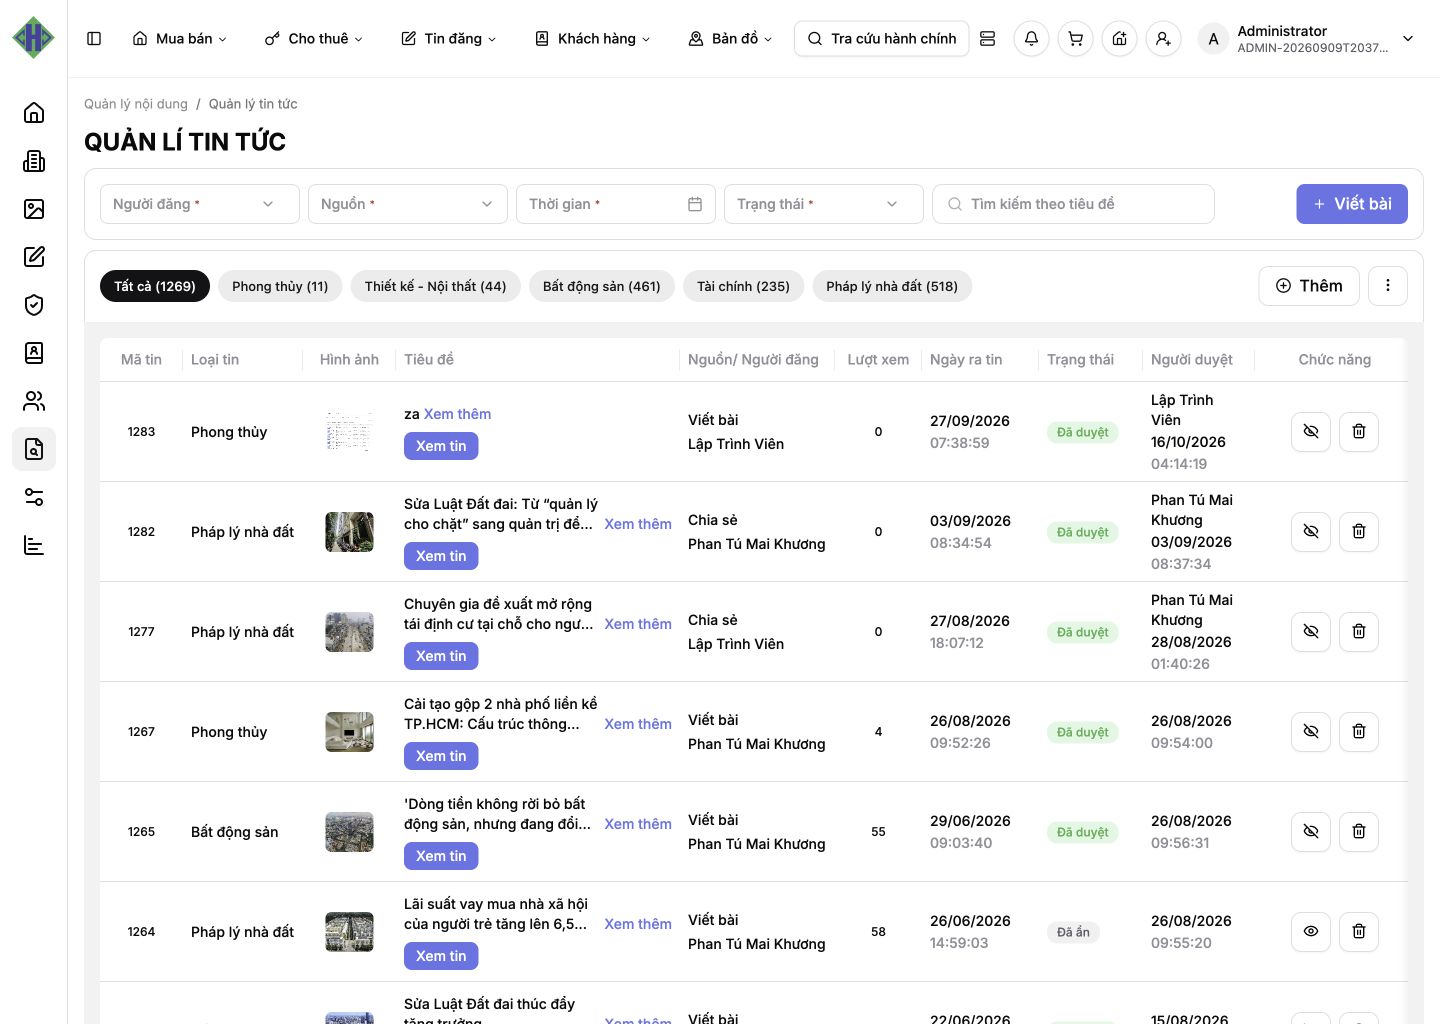 Mua bán
Cho thuê
Tin đăng
Khách hàng
Bản đồ
Tra cứu hành chính
A
Administrator
ADMIN-20260909T2037...
Quản lý nội dung / Quản lý tin tức
QUẢN LÍ TIN TỨC
Người đăng *
Nguồn *
Thời gian *
Trạng thái *
Tìm kiếm theo tiêu đề
+ Viết bài
Tất cả (1269)
Phong thủy (11)
Thiết kế - Nội thất (44)
Bất động sản (461)
Tài chính (235)
Pháp lý nhà đất (518)
Thêm
Mã tin
Loại tin
Hình ảnh
Tiêu đề
Nguồn/ Người đăng
Lượt xem
Ngày ra tin
Trạng thái
Người duyệt
Chức năng
1283
Phong thủy
za Xem thêm
Xem tin
Viết bài
Lập Trình Viên
0
27/09/2026
07:38:59
Đã duyệt
Lập Trình
Viên
16/10/2026
04:14:19
1282
Pháp lý nhà đất
Sửa Luật Đất đai: Từ “quản lý
cho chặt” sang quản trị để...
Xem thêm
Xem tin
Chia sẻ
Phan Tú Mai Khương
0
03/09/2026
08:34:54
Đã duyệt
Phan Tú Mai
Khương
03/09/2026
08:37:34
1277
Pháp lý nhà đất
Chuyên gia đề xuất mở rộng
tái định cư tại chỗ cho ngư...
Xem thêm
Xem tin
Chia sẻ
Lập Trình Viên
0
27/08/2026
18:07:12
Đã duyệt
Phan Tú Mai
Khương
28/08/2026
01:40:26
1267
Phong thủy
Cải tạo gộp 2 nhà phố liền kề
TP.HCM: Cấu trúc thông...
Xem thêm
Xem tin
Viết bài
Phan Tú Mai Khương
4
26/08/2026
09:52:26
Đã duyệt
26/08/2026
09:54:00
1265
Bất động sản
'Dòng tiền không rời bỏ bất
động sản, nhưng đang đổi...
Xem thêm
Xem tin
Viết bài
Phan Tú Mai Khương
55
29/06/2026
09:03:40
Đã duyệt
26/08/2026
09:56:31
1264
Pháp lý nhà đất
Lãi suất vay mua nhà xã hội
của người trẻ tăng lên 6,5...
Xem thêm
Xem tin
Viết bài
Phan Tú Mai Khương
58
26/06/2026
14:59:03
Đã ẩn
26/08/2026
09:55:20
Sửa Luật Đất đai thúc đẩy
tăng trưởng
Xem thêm
Viết bài
22/06/2026
15/08/2026